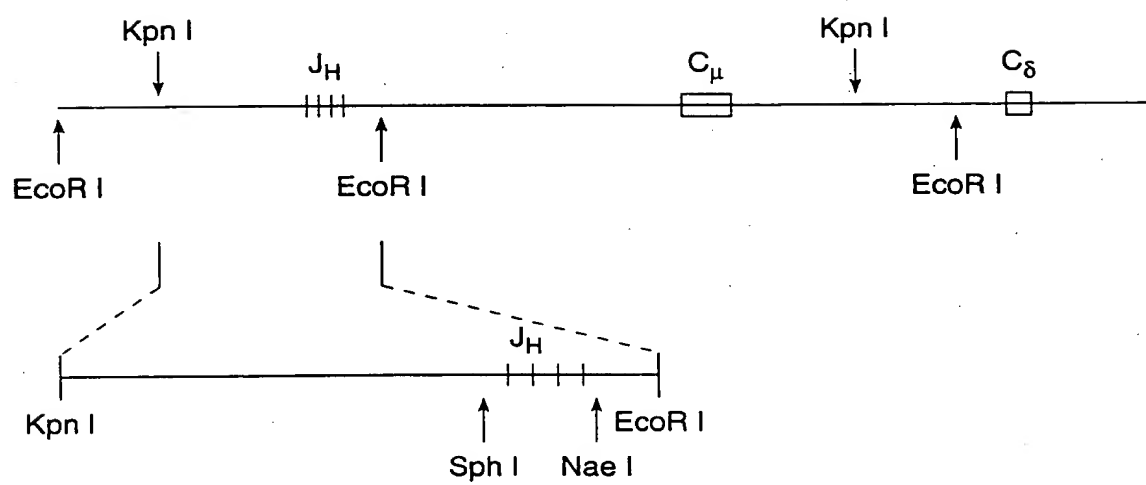 Kpn I
Kpn I
J_H
C_μ
C_δ
EcoR I
EcoR I
EcoR I
J_H
Kpn I
EcoR I
Sph I
Nae I